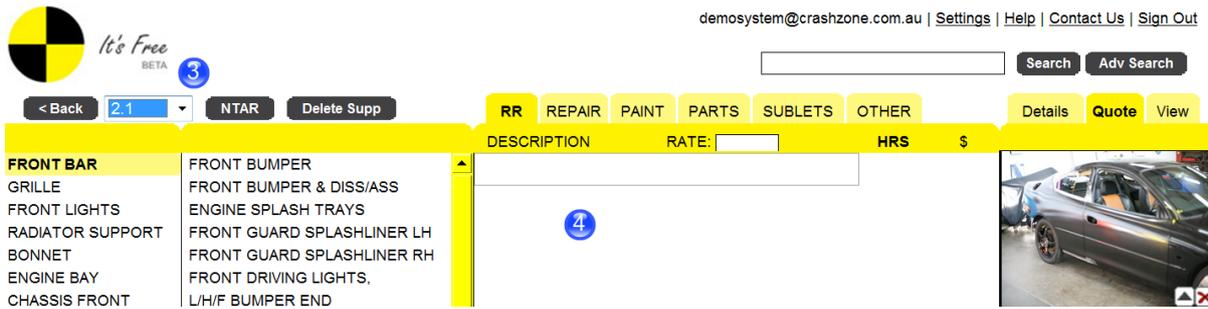 demosystem@crashzone.com.au | Settings | Help | Contact Us | Sign Out
It's Free
BETA
3
Search
Adv Search
< Back
2.1
NTAR
Delete Supp
RR
REPAIR
PAINT
PARTS
SUBLETS
OTHER
Details
Quote
View
DESCRIPTION
RATE:
HRS
$
FRONT BAR
GRILLE
FRONT LIGHTS
RADIATOR SUPPORT
BONNET
ENGINE BAY
CHASSIS FRONT
FRONT BUMPER
FRONT BUMPER & DISS/ASS
ENGINE SPLASH TRAYS
FRONT GUARD SPLASHLINER LH
FRONT GUARD SPLASHLINER RH
FRONT DRIVING LIGHTS,
L/H/F BUMPER END
4